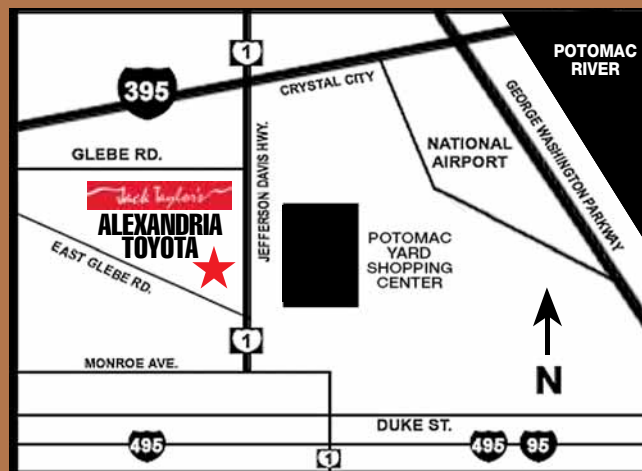 1
POTOMAC
RIVER
395
CRYSTAL CITY
GEORGE WASHINGTON PARKWAY
GLEBE RD.
NATIONAL
AIRPORT
Jack Taylor's
ALEXANDRIA
TOYOTA
JEFFERSON DAVIS HWY.
EAST GLEBE RD.
POTOMAC
YARD
SHOPPING
CENTER
1
MONROE AVE.
N
DUKE ST.
495
1
495
95